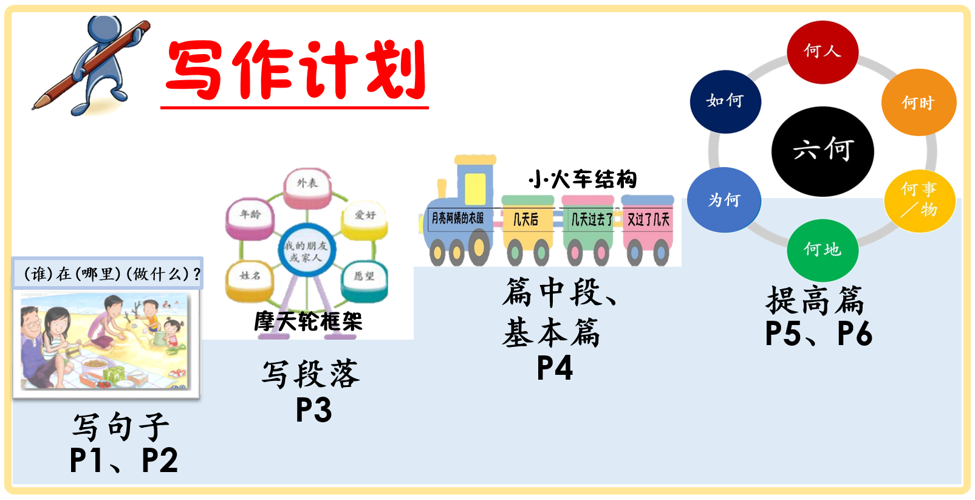 写作计划
(谁)在(哪里)(做什么)?
写句子
P1、P2
外表
年龄
爱好
我的朋友
或家人
姓名
愿望
摩天轮框架
写段落
P3
小火车结构
月亮阿姨的衣服
几天后
几天过去了
又过了几天
篇中段、
基本篇
P4
何人
如何
何时
六何
为何
何事
／物
何地
提高篇
P5、P6